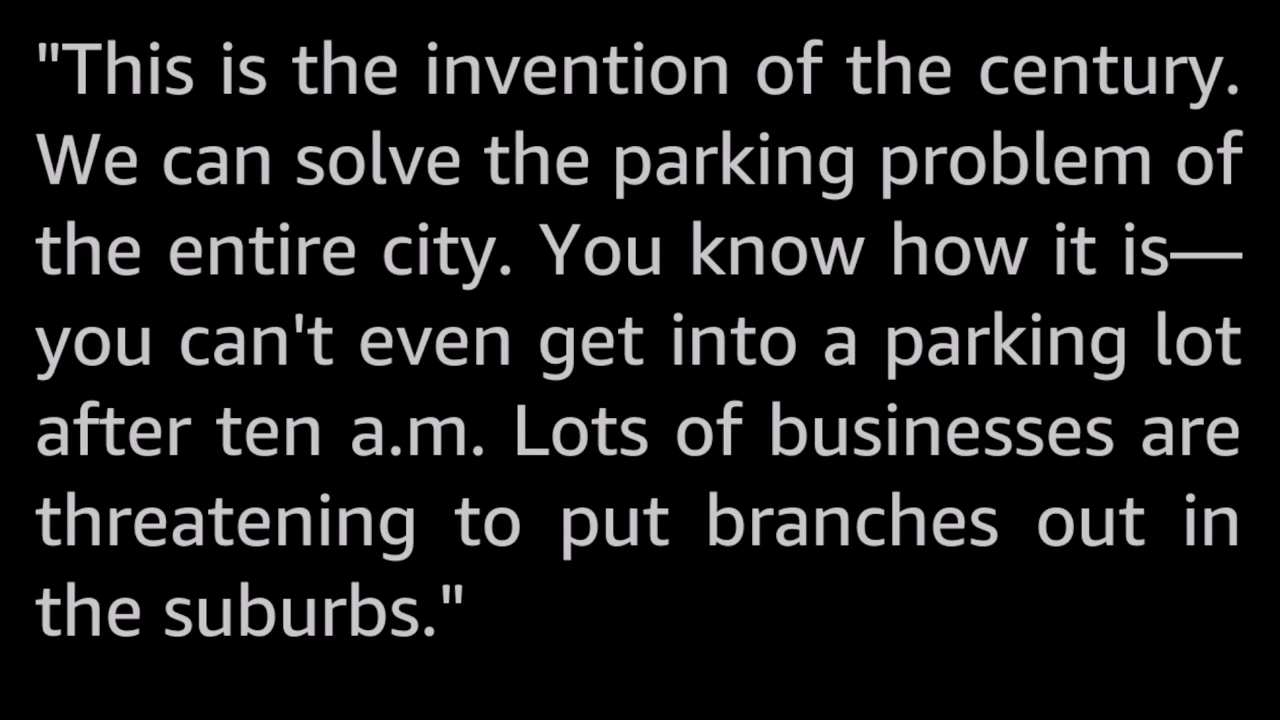 "This is the invention of the century.
We can solve the parking problem of
the entire city. You know how it is—
you can't even get into a parking lot
after ten a.m. Lots of businesses are
threatening to put branches out in
the suburbs."